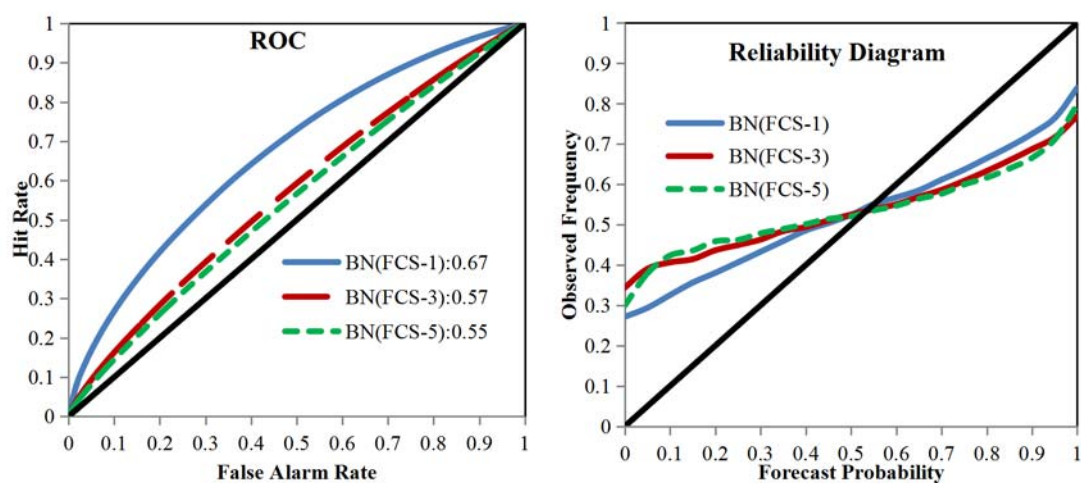 ROC
1
0.9
0.8
0.7
0.6
0.5
0.4
0.3
0.2
0.1
0
Hit Rate
BN(FCS-1):0.67
BN(FCS-3):0.57
BN(FCS-5):0.55
0 0.1 0.2 0.3 0.4 0.5 0.6 0.7 0.8 0.9 1
False Alarm Rate
Reliability Diagram
1
0.9
0.8
0.7
0.6
0.5
0.4
0.3
0.2
0.1
0
Observed Frequency
BN(FCS-1)
BN(FCS-3)
BN(FCS-5)
0 0.1 0.2 0.3 0.4 0.5 0.6 0.7 0.8 0.9 1
Forecast Probability